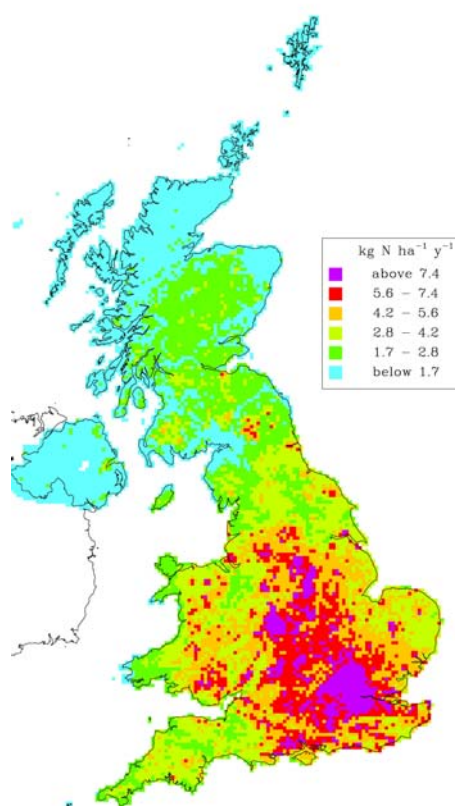 kg N ha⁻¹ y⁻¹
above 7.4
5.6 – 7.4
4.2 – 5.6
2.8 – 4.2
1.7 – 2.8
below 1.7